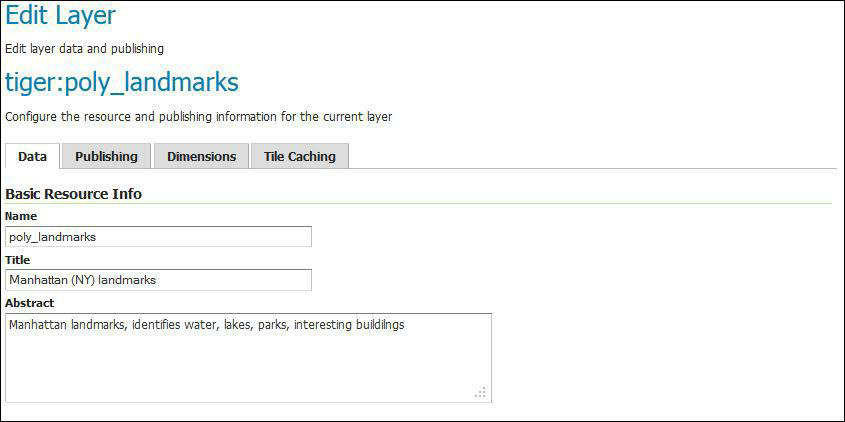 Edit Layer
Edit layer data and publishing
tiger:poly_landmarks
Configure the resource and publishing information for the current layer
Data Publishing Dimensions Tile Caching
Basic Resource Info
Name
poly_landmarks
Title
Manhattan (NY) landmarks
Abstract
Manhattan landmarks, identifies water, lakes, parks, interesting buildilngs